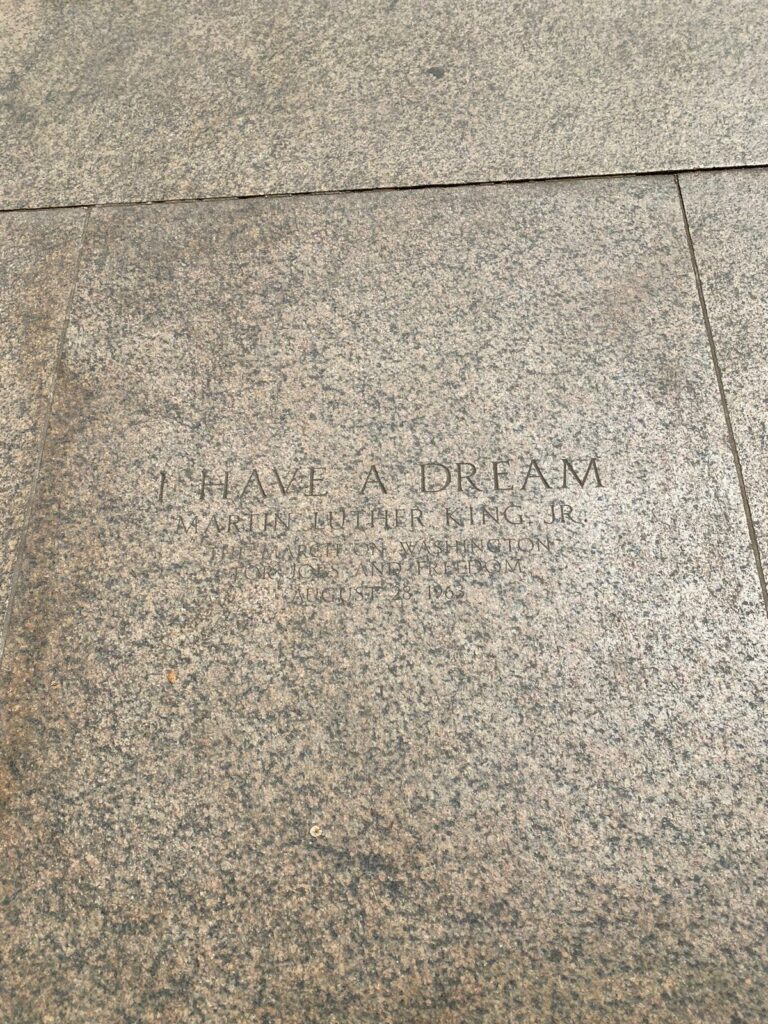 I HAVE A DREAM
MARTIN LUTHER KING, JR.
THE MARCH ON WASHINGTON
FOR JOBS AND FREEDOM
AUGUST 28, 1963